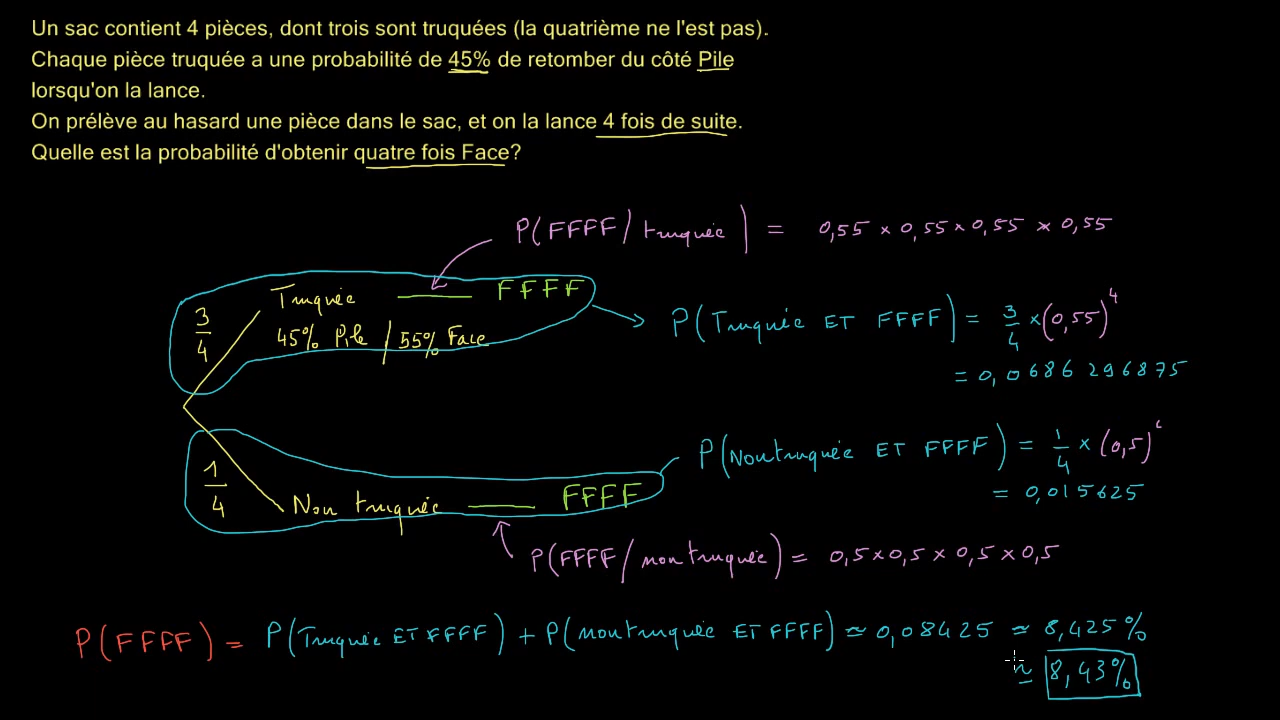 Un sac contient 4 pièces, dont trois sont truquées (la quatrième ne l'est pas).
Chaque pièce truquée a une probabilité de 45% de retomber du côté Pile
lorsqu'on la lance.
On prélève au hasard une pièce dans le sac, et on la lance 4 fois de suite.
Quelle est la probabilité d'obtenir quatre fois Face?
P(FFFF/truquée) = 0,55 × 0,55 × 0,55 × 0,55
3/4 Truquée FFFF
45% Pile / 55% Face
P(Truquée ET FFFF) = 3/4 × (0,55)^4
= 0,0686296875
P(Non truquée ET FFFF) = 1/4 × (0,5)^4
= 0,015625
1/4 Non truquée FFFF
P(FFFF/non truquée) = 0,5 × 0,5 × 0,5 × 0,5
P(FFFF) = P(Truquée ET FFFF) + P(non truquée ET FFFF) ≃ 0,08425 ≃ 8,425%
≃ 8,43%